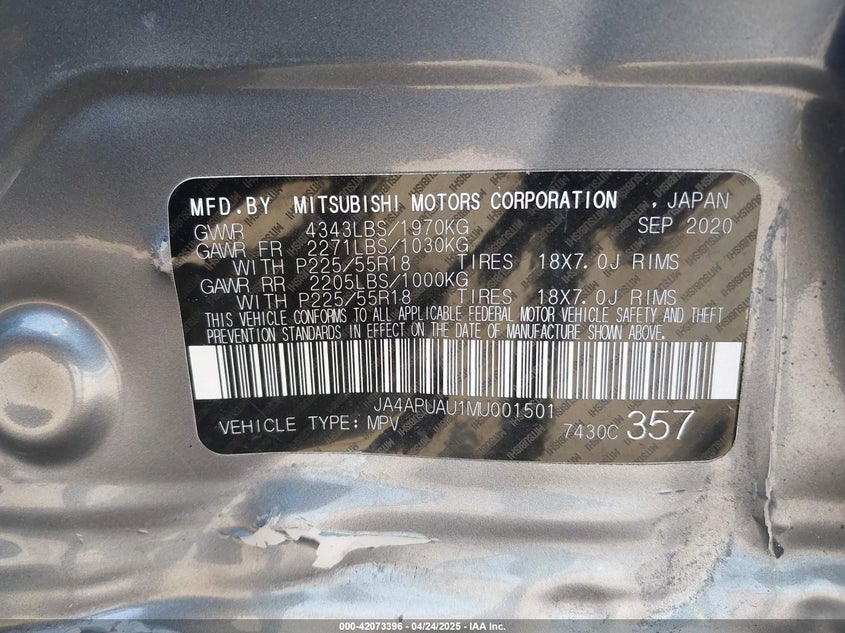 MFD.BY MITSUBISHI MOTORS CORPORATION , JAPAN
GVWR 4343LBS/1970KG SEP 2020
GAWR FR 2271LBS/1030KG
WITH P225/55R18 TIRES 18X7.0J RIMS
GAWR RR 2205LBS/1000KG
WITH P225/55R18 TIRES 18X7.0J RIMS
THIS VEHICLE CONFORMS TO ALL APPLICABLE FEDERAL MOTOR VEHICLE SAFETY AND THEFT
PREVENTION STANDARDS IN EFFECT ON THE DATE OF MANUFACTURE SHOWN ABOVE.
JA4APUAU1MU001501
VEHICLE TYPE: MPV 7430C 357
000-42073396 - 04/24/2025 - IAA Inc.